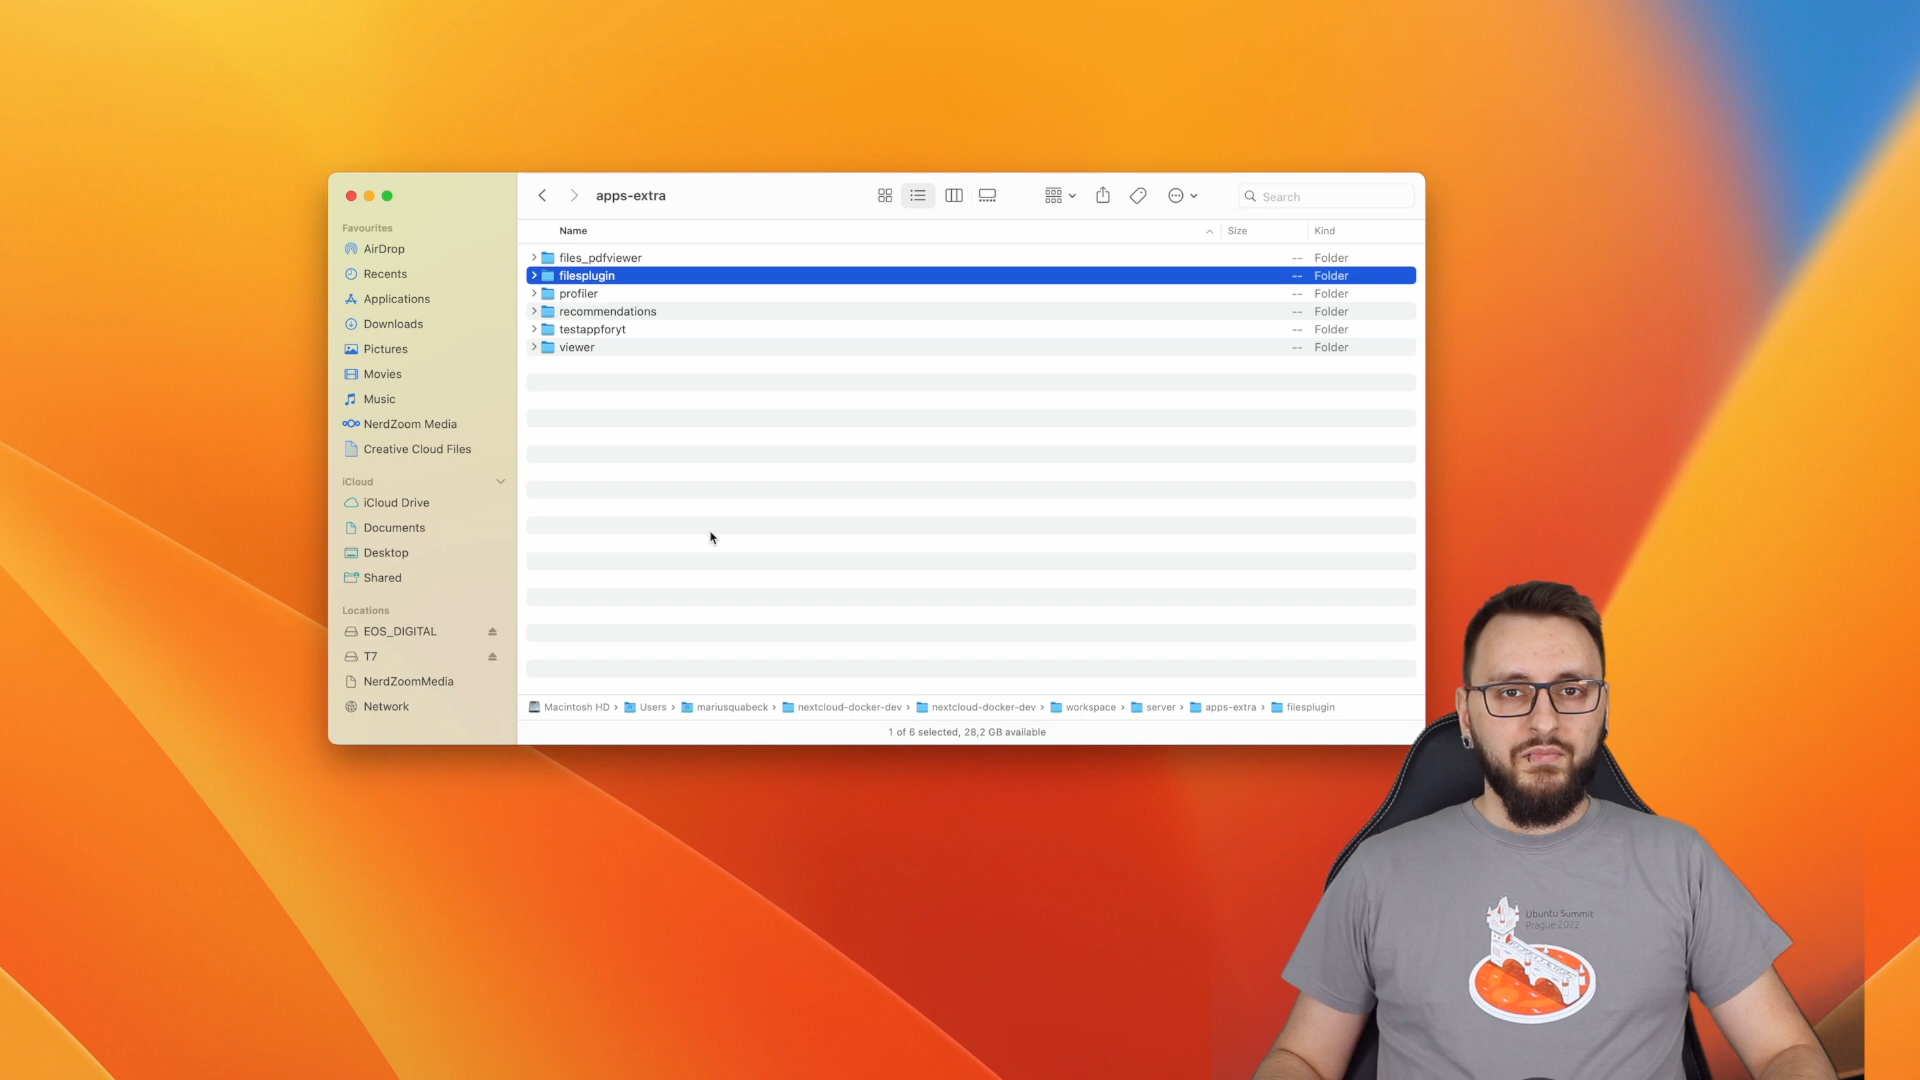 apps-extra
Search
Favourites
AirDrop
Recents
Applications
Downloads
Pictures
Movies
Music
NerdZoom Media
Creative Cloud Files
iCloud
iCloud Drive
Documents
Desktop
Shared
Locations
EOS_DIGITAL
T7
NerdZoomMedia
Network
Name Size Kind
files_pdfviewer -- Folder
filesplugin -- Folder
profiler -- Folder
recommendations -- Folder
testappforyt -- Folder
viewer -- Folder
Macintosh HD › Users › mariusquabeck › nextcloud-docker-dev › nextcloud-docker-dev › workspace › server › apps-extra › filesplugin
1 of 6 selected, 28,2 GB available
Ubuntu Summit
Prague 2022